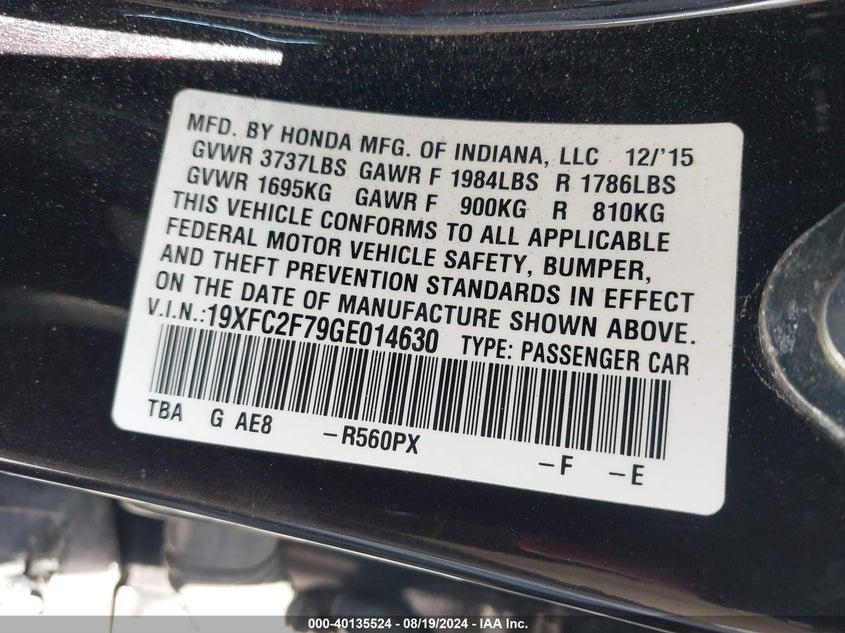 MFD. BY HONDA MFG. OF INDIANA, LLC 12/'15
GVWR 3737LBS GAWR F 1984LBS R 1786LBS
GVWR 1695KG GAWR F 900KG R 810KG
THIS VEHICLE CONFORMS TO ALL APPLICABLE
FEDERAL MOTOR VEHICLE SAFETY, BUMPER,
AND THEFT PREVENTION STANDARDS IN EFFECT
ON THE DATE OF MANUFACTURE SHOWN ABOVE.
V.I.N.:19XFC2F79GE014630 TYPE: PASSENGER CAR
TBA G AE8 -R560PX -F -E
000-40135524 - 08/19/2024 - IAA Inc.